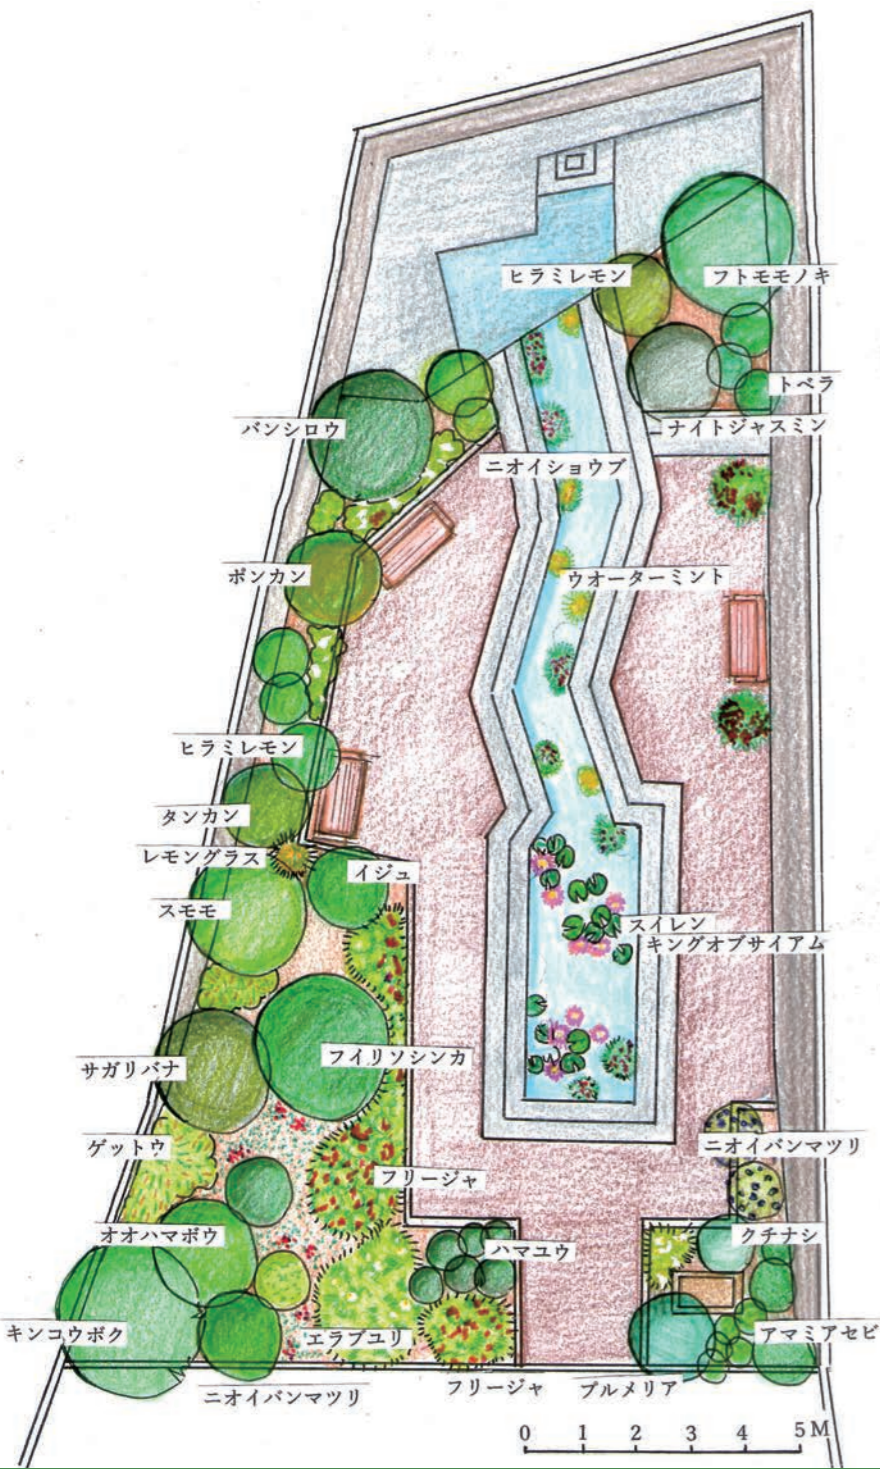 ヒラミレモン
フトモモノキ
トベラ
バンシロウ
ナイトジャスミン
ニオイショウブ
ポンカン
ウオーターミント
ヒラミレモン
タンカン
レモングラス
イジュ
スモモ
スイレン
キングオブサイアム
フイリソシンカ
サガリバナ
ゲットウ
ニオイバンマツリ
フリージャ
オオハマボウ
ハマユウ
クチナシ
キンコウボク
エラブユリ
アマミアセビ
ニオイバンマツリ
フリージャ
プルメリア
0 1 2 3 4 5 M